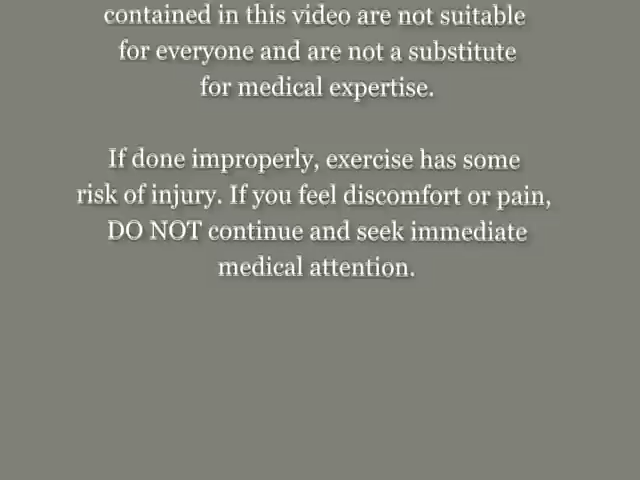 contained in this video are not suitable
for everyone and are not a substitute
for medical expertise.
If done improperly, exercise has some
risk of injury. If you feel discomfort or pain,
DO NOT continue and seek immediate
medical attention.